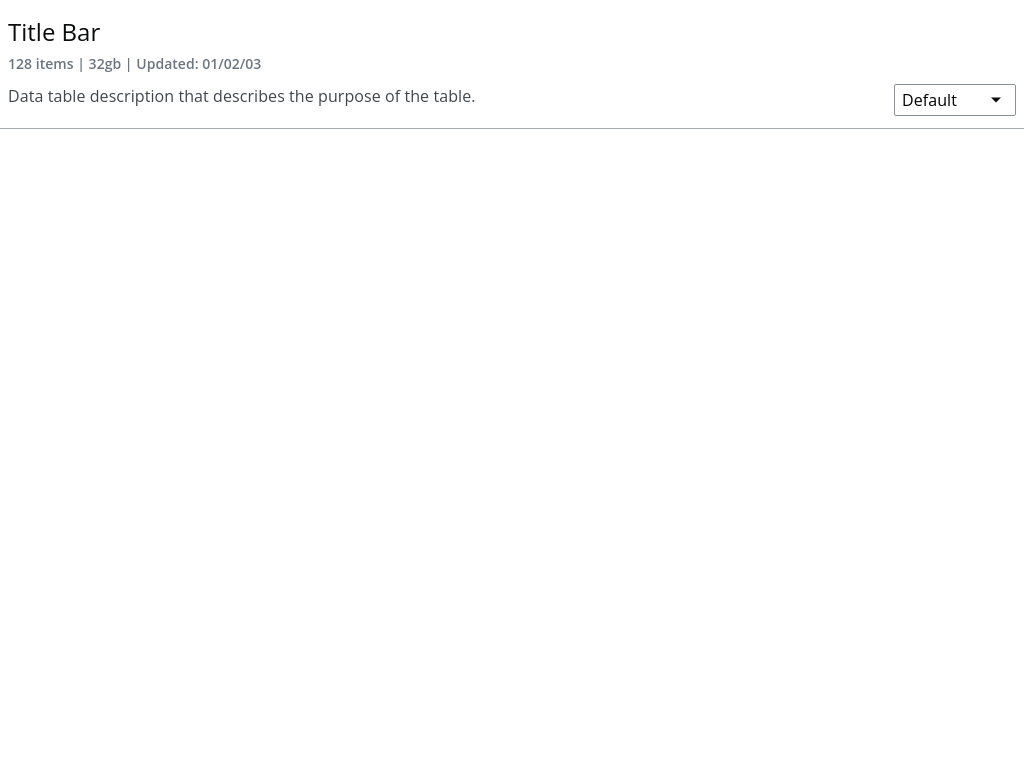 Title Bar
128 items | 32gb | Updated: 01/02/03
Data table description that describes the purpose of the table.
Default